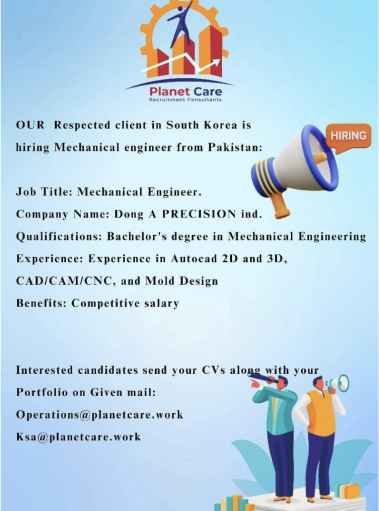 Planet Care
Recruitment Consultants
OUR Respected client in South Korea is
hiring Mechanical engineer from Pakistan:
HIRING
Job Title: Mechanical Engineer.
Company Name: Dong A PRECISION ind.
Qualifications: Bachelor's degree in Mechanical Engineering
Experience: Experience in Autocad 2D and 3D,
CAD/CAM/CNC, and Mold Design
Benefits: Competitive salary
Interested candidates send your CVs along with your
Portfolio on Given mail:
Operations@planetcare.work
Ksa@planetcare.work